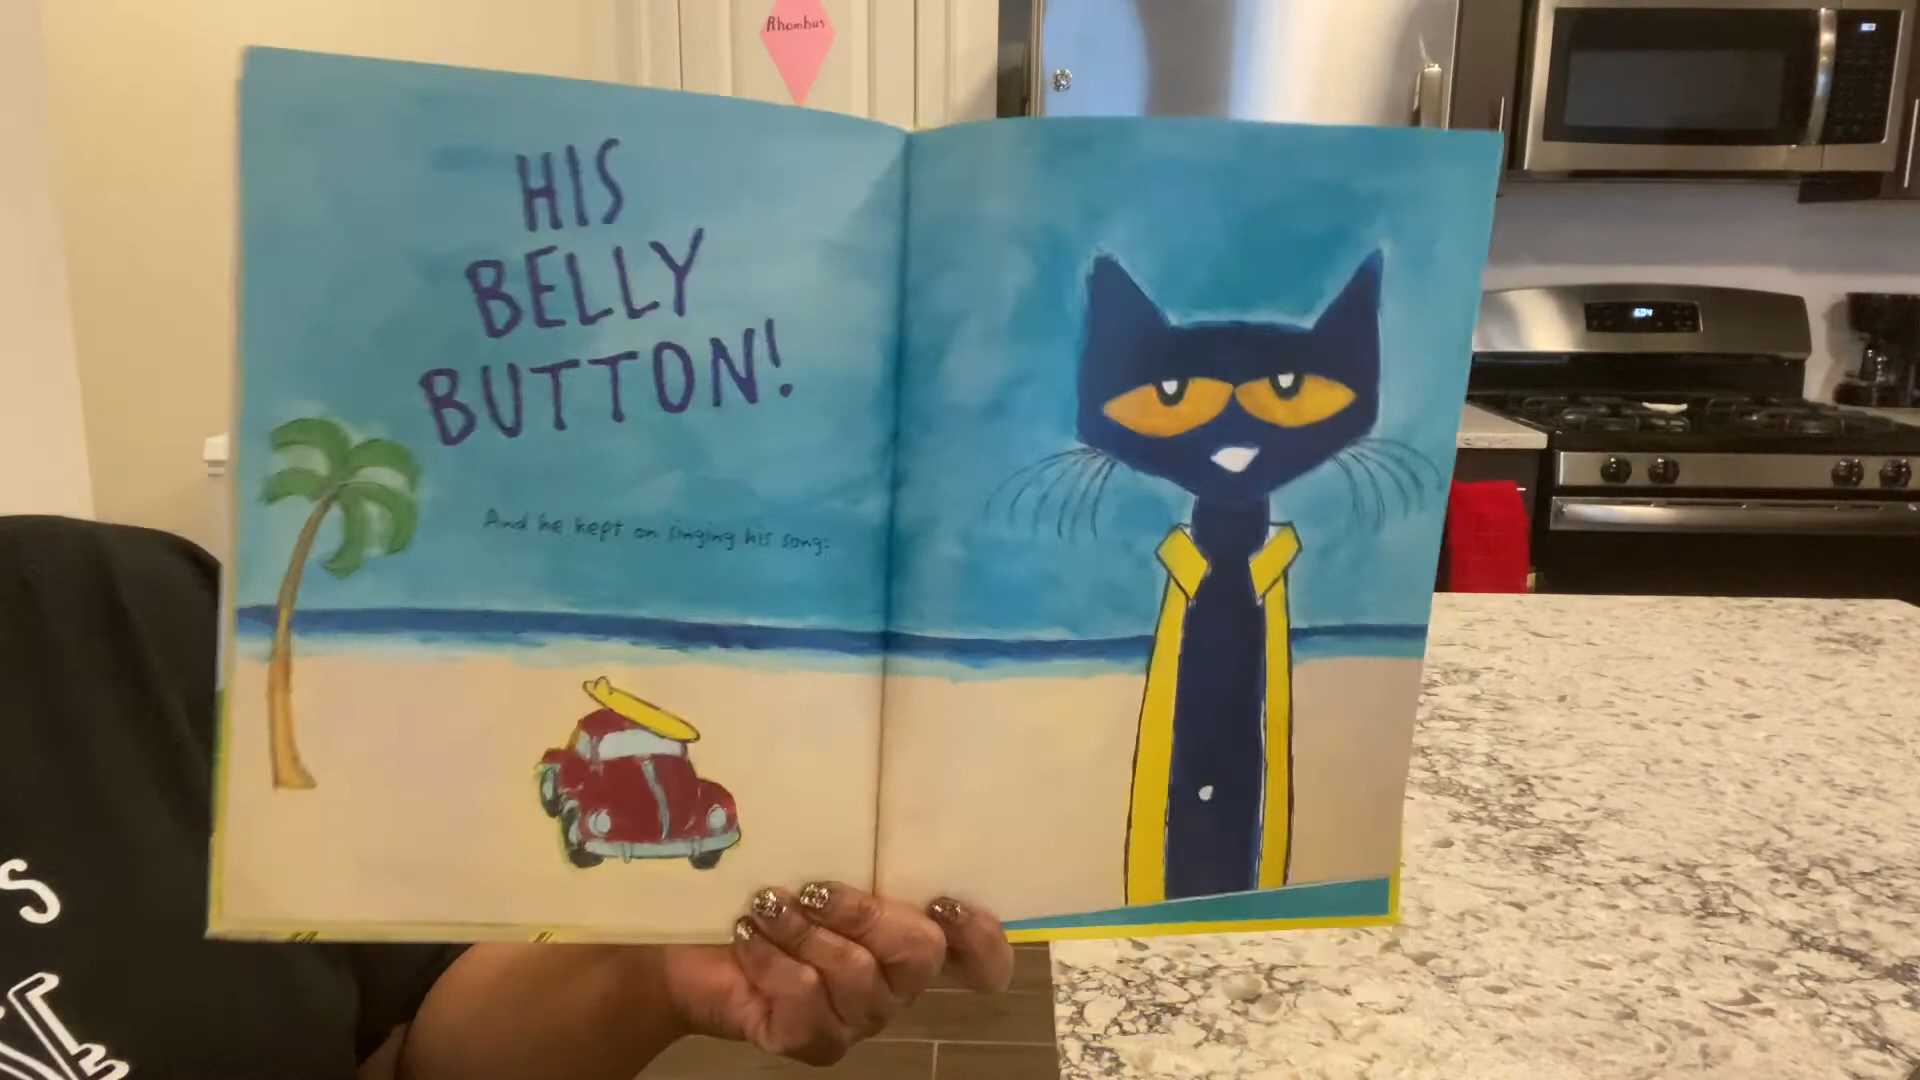 Rhombus
HIS
BELLY
BUTTON!
And he kept on singing his song: